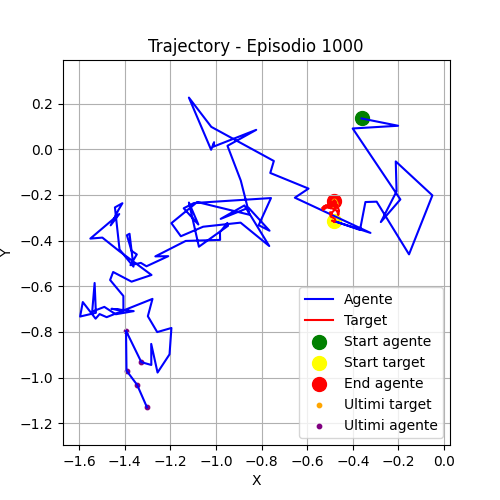 Trajectory - Episodio 1000
Y
0.2
0.0
−0.2
−0.4
−0.6
−0.8
−1.0
−1.2
Agente
Target
Start agente
Start target
End agente
Ultimi target
Ultimi agente
−1.6 −1.4 −1.2 −1.0 −0.8 −0.6 −0.4 −0.2 0.0
X